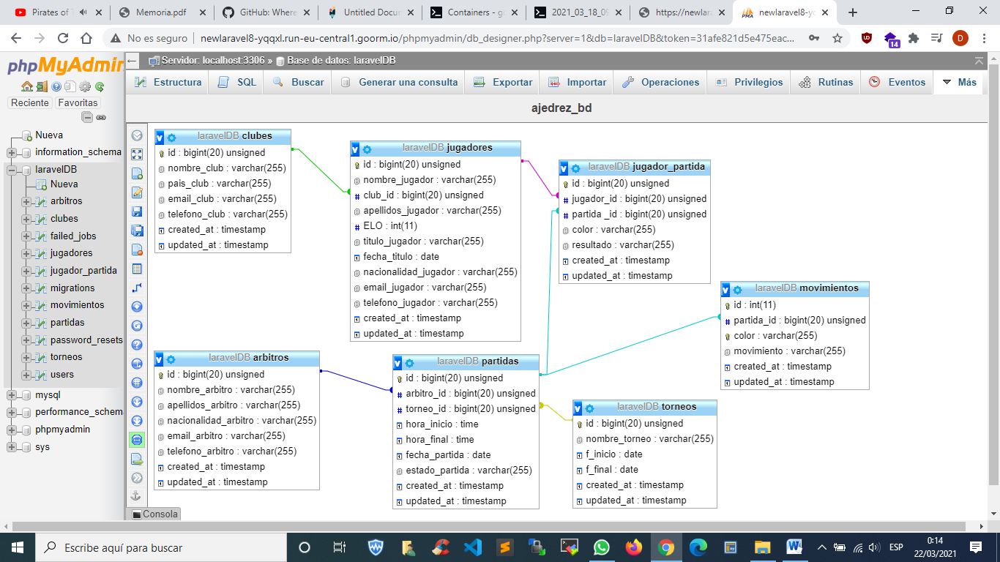 Pirates of T
Memoria.pdf
GitHub: Where
Untitled Docum
Containers - go
2021_03_18_09
https://newlara
newlaravel8-yq
No es seguro
newlaravel8-yqqxl.run-eu-central1.goorm.io/phpmyadmin/db_designer.php?server=1&db=laravelDB&token=31afe821d5e475eac...
14
D
phpMyAdmin
Reciente
Favoritas
Nueva
information_schema
laravelDB
Nueva
arbitros
clubes
failed_jobs
jugadores
jugador_partida
migrations
movimientos
partidas
password_resets
torneos
users
mysql
performance_schema
phpmyadmin
sys
Servidor: localhost:3306 » Base de datos: laravelDB
Estructura
SQL
Buscar
Generar una consulta
Exportar
Importar
Operaciones
Privilegios
Rutinas
Eventos
Más
ajedrez_bd
laravelDB clubes
id : bigint(20) unsigned
nombre_club : varchar(255)
pais_club : varchar(255)
email_club : varchar(255)
telefono_club : varchar(255)
created_at : timestamp
updated_at : timestamp
laravelDB jugadores
id : bigint(20) unsigned
nombre_jugador : varchar(255)
club_id : bigint(20) unsigned
apellidos_jugador : varchar(255)
ELO : int(11)
titulo_jugador : varchar(255)
fecha_titulo : date
nacionalidad_jugador : varchar(255)
email_jugador : varchar(255)
telefono_jugador : varchar(255)
created_at : timestamp
updated_at : timestamp
laravelDB jugador_partida
id : bigint(20) unsigned
jugador_id : bigint(20) unsigned
partida _id : bigint(20) unsigned
color : varchar(255)
resultado : varchar(255)
created_at : timestamp
updated_at : timestamp
laravelDB movimientos
id : int(11)
partida_id : bigint(20) unsigned
color : varchar(255)
movimiento : varchar(255)
created_at : timestamp
updated_at : timestamp
laravelDB arbitros
id : bigint(20) unsigned
nombre_arbitro : varchar(255)
apellidos_arbitro : varchar(255)
nacionalidad_arbitro : varchar(255)
email_arbitro : varchar(255)
telefono_arbitro : varchar(255)
created_at : timestamp
updated_at : timestamp
laravelDB partidas
id : bigint(20) unsigned
arbitro_id : bigint(20) unsigned
torneo_id : bigint(20) unsigned
hora_inicio : time
hora_final : time
fecha_partida : date
estado_partida : varchar(255)
created_at : timestamp
updated_at : timestamp
laravelDB torneos
id : bigint(20) unsigned
nombre_torneo : varchar(255)
f_inicio : date
f_final : date
created_at : timestamp
updated_at : timestamp
Consola
Escribe aquí para buscar
ESP
0:14
22/03/2021